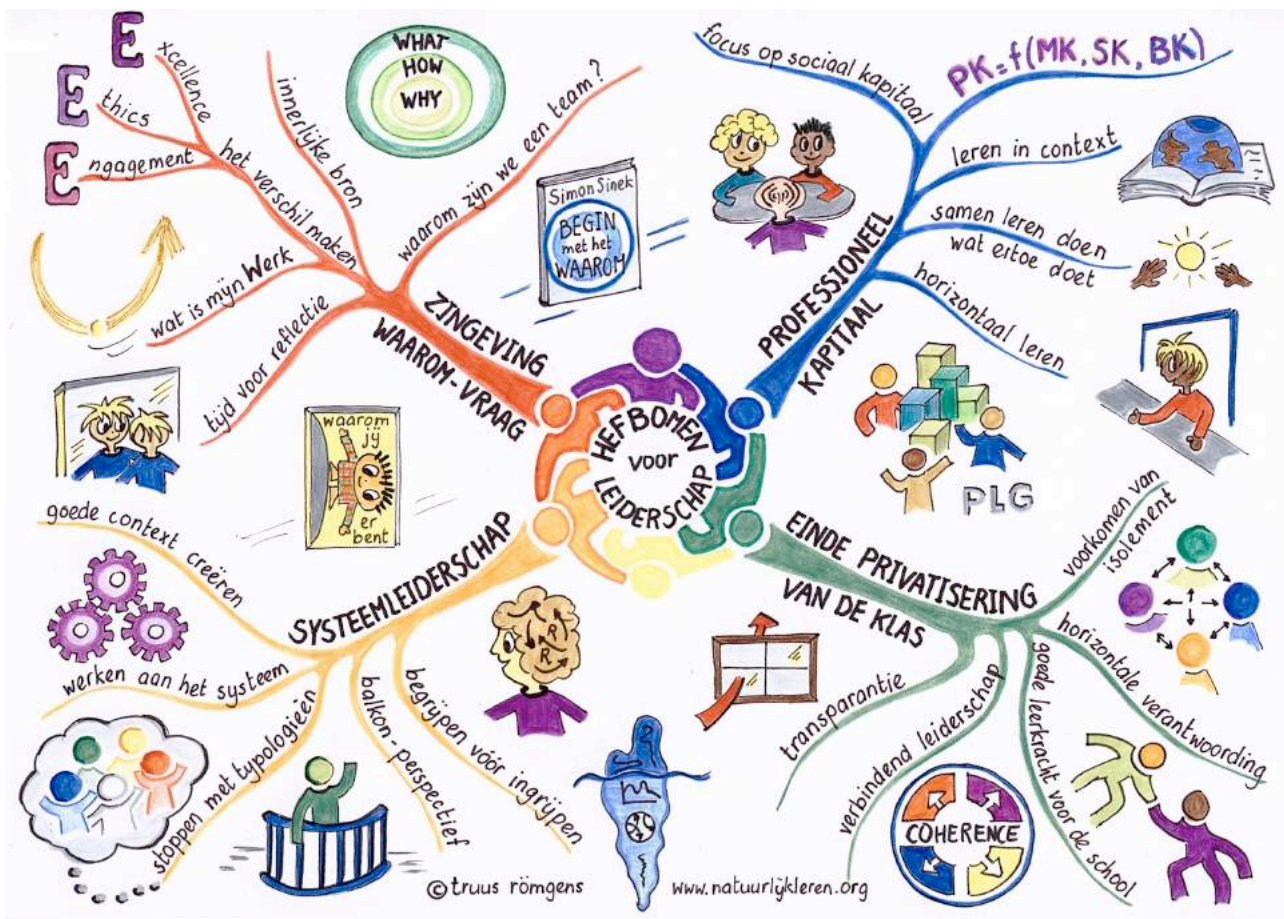 HEFBOMEN
voor
LEIDERSCHAP
ZINGEVING
WAAROM-VRAAG
E
xcellence
E
thics
E
ngagement
het verschil maken
innerlijke bron
waarom zijn we een team?
wat is mijn Werk
tijd voor reflectie
WHAT
HOW
WHY
Simon Sinek
BEGIN
met het
WAAROM
waarom
jij
er
bent
PROFESSIONEEL
KAPITAAL
focus op sociaal kapitaal
PK=f(MK, SK, BK)
leren in context
samen leren doen
wat ertoe doet
horizontaal leren
PLG
EINDE PRIVATISERING
VAN DE KLAS
voorkomen van
isolement
horizontale verantwoording
goede leerkracht voor de school
verbindend leiderschap
transparantie
COHERENCE
SYSTEEMLEIDERSCHAP
goede context creëren
werken aan het systeem
stoppen met typologieën
balkon-perspectief
begrijpen vóór ingrijpen
R
R
© truus römgens
www.natuurlijkleren.org